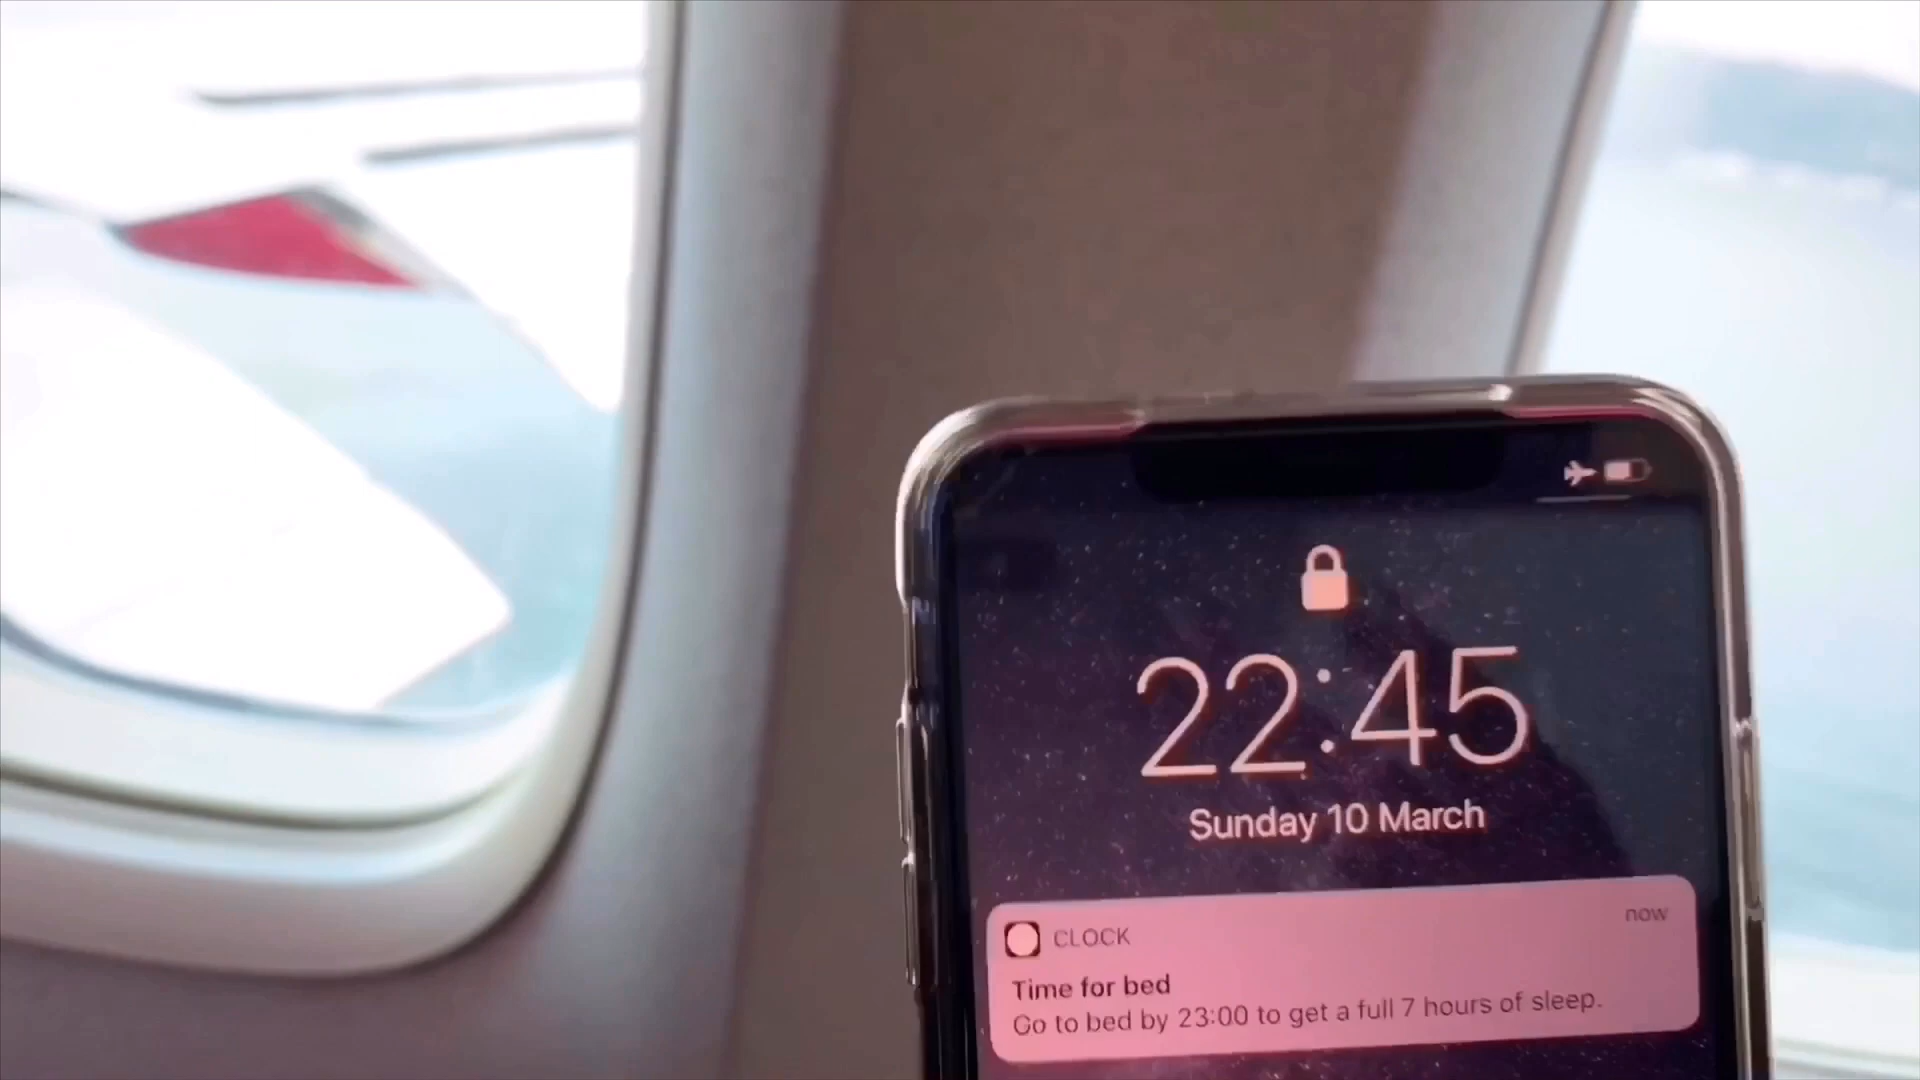 22:45
Sunday 10 March
CLOCK
now
Time for bed
Go to bed by 23:00 to get a full 7 hours of sleep.